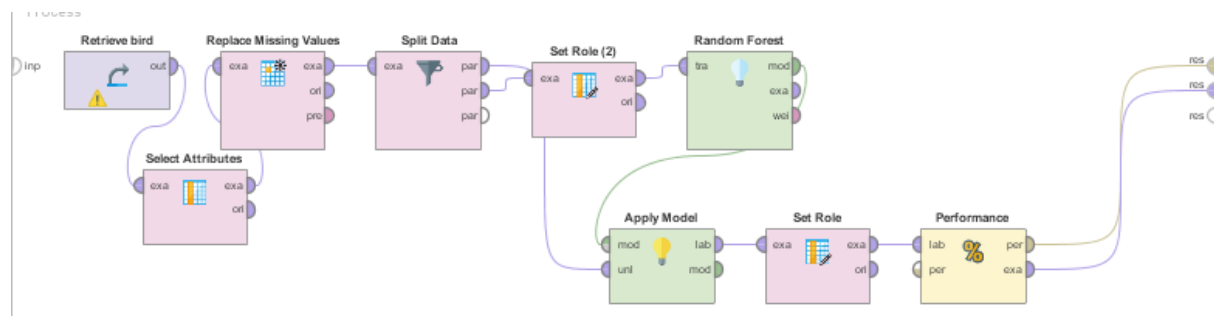 Process
inp
Retrieve bird
out
Replace Missing Values
exa
exa
ori
pre
Split Data
exa
par
par
par
Set Role (2)
exa
exa
ori
Random Forest
tra
mod
exa
wei
res
res
res
Select Attributes
exa
exa
ori
Apply Model
mod
lab
unl
mod
Set Role
exa
exa
ori
Performance
lab
per
per
exa
%